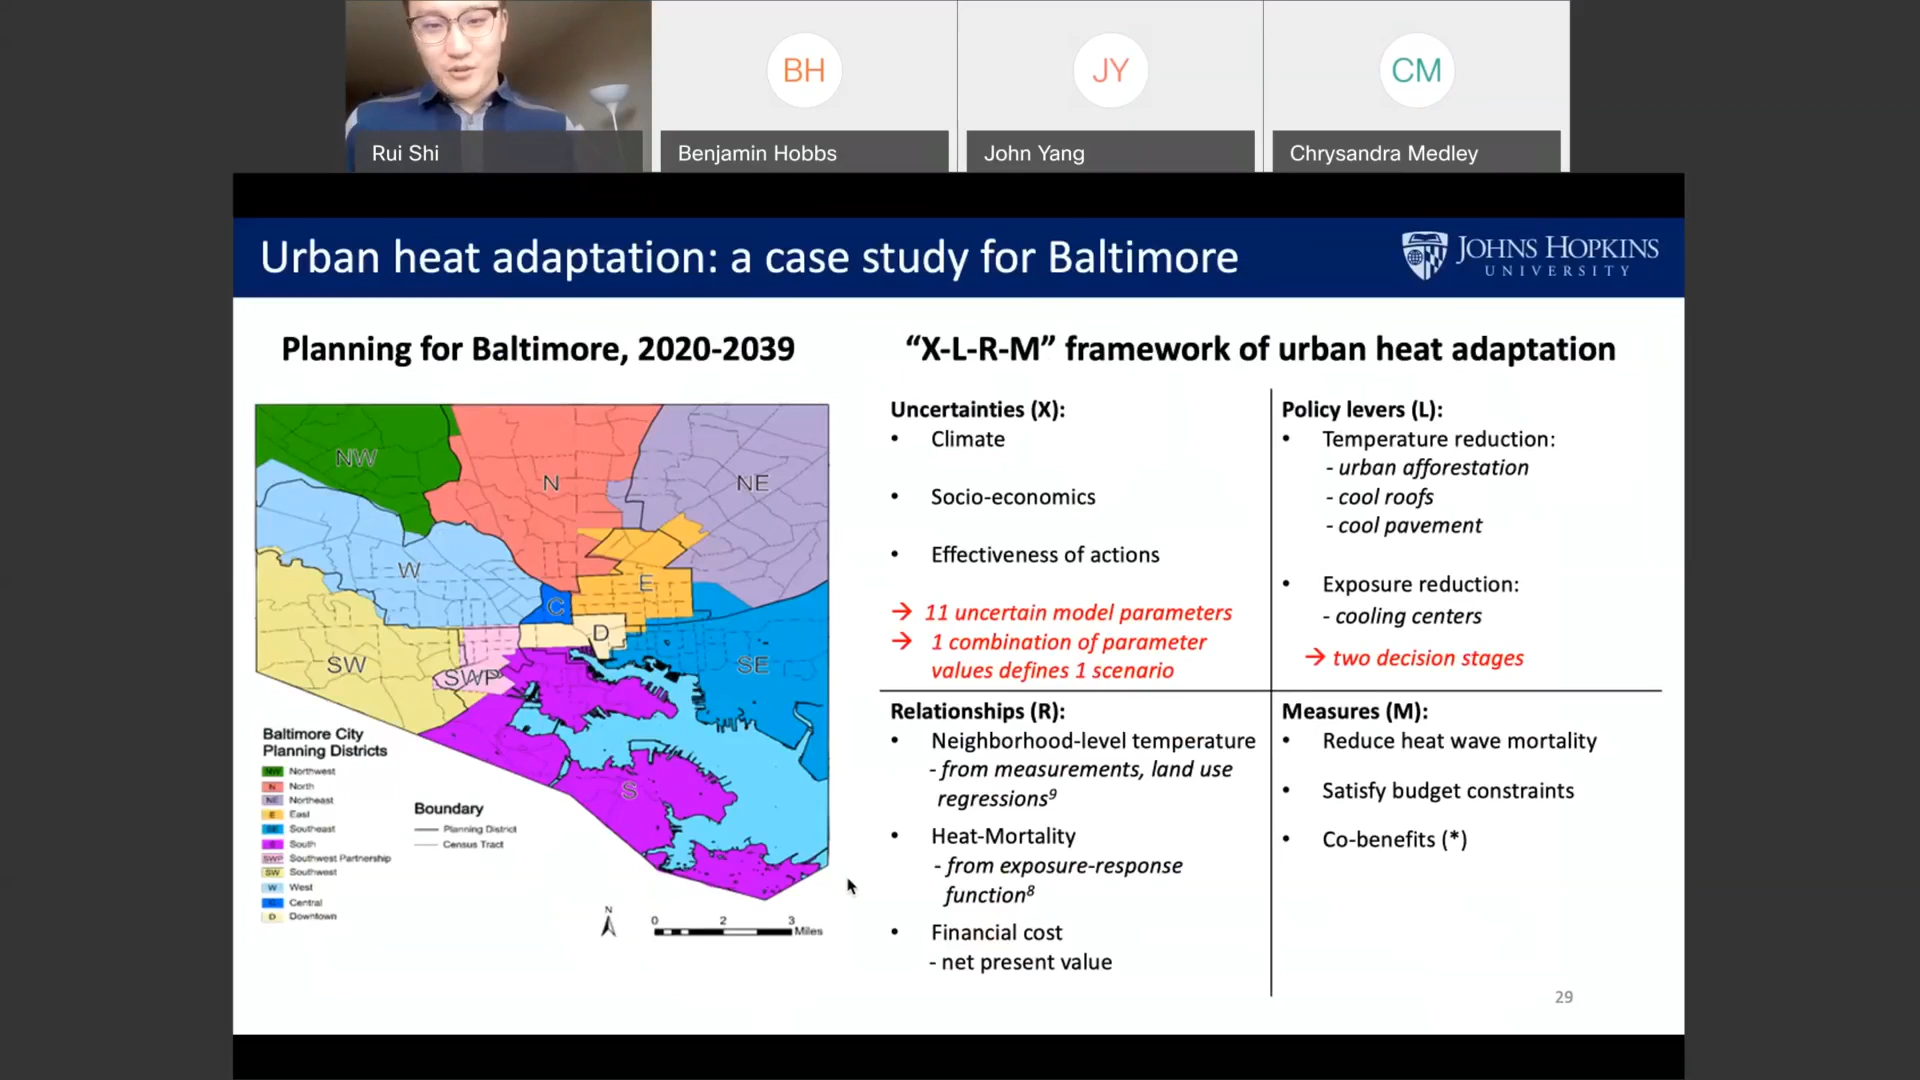 BH
JY
CM
Rui Shi
Benjamin Hobbs
John Yang
Chrysandra Medley
Urban heat adaptation: a case study for Baltimore
JOHNS HOPKINS
UNIVERSITY
Planning for Baltimore, 2020-2039
NW
N
NE
W
C
E
D
SW
SWP
SE
S
Baltimore City
Planning Districts
NW Northwest
N North
NE Northeast
E East
SE Southeast
S South
SWP Southwest Partnership
SW Southwest
W West
C Central
D Downtown
Boundary
Planning District
Census Tract
N
0 2 3
Miles
“X-L-R-M” framework of urban heat adaptation
Uncertainties (X):
• Climate
• Socio-economics
• Effectiveness of actions
→ 11 uncertain model parameters
→ 1 combination of parameter
values defines 1 scenario
Policy levers (L):
• Temperature reduction:
- urban afforestation
- cool roofs
- cool pavement
• Exposure reduction:
- cooling centers
→ two decision stages
Relationships (R):
• Neighborhood-level temperature
- from measurements, land use
regressions⁹
• Heat-Mortality
- from exposure-response
function⁸
• Financial cost
- net present value
Measures (M):
• Reduce heat wave mortality
• Satisfy budget constraints
• Co-benefits (*)
29